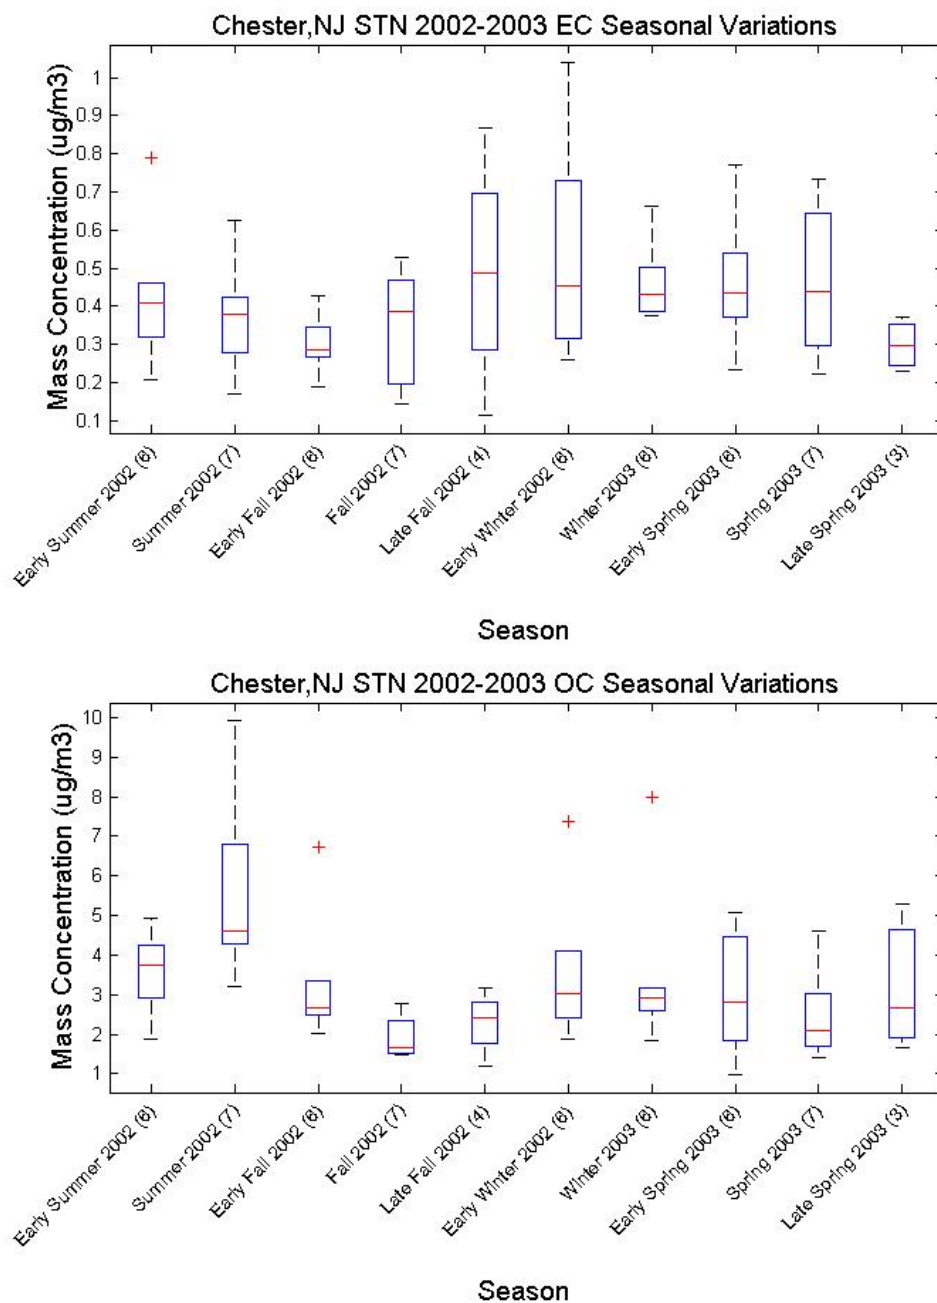 Chester,NJ STN 2002-2003 EC Seasonal Variations
Mass Concentration (ug/m3)
1
0.9
0.8
0.7
0.6
0.5
0.4
0.3
0.2
0.1
Early Summer 2002 (6)
Summer 2002 (7)
Early Fall 2002 (6)
Fall 2002 (7)
Late Fall 2002 (4)
Early Winter 2002 (6)
Winter 2003 (6)
Early Spring 2003 (6)
Spring 2003 (7)
Late Spring 2003 (3)
Season
Chester,NJ STN 2002-2003 OC Seasonal Variations
Mass Concentration (ug/m3)
10
9
8
7
6
5
4
3
2
1
Early Summer 2002 (6)
Summer 2002 (7)
Early Fall 2002 (6)
Fall 2002 (7)
Late Fall 2002 (4)
Early Winter 2002 (6)
Winter 2003 (6)
Early Spring 2003 (6)
Spring 2003 (7)
Late Spring 2003 (3)
Season